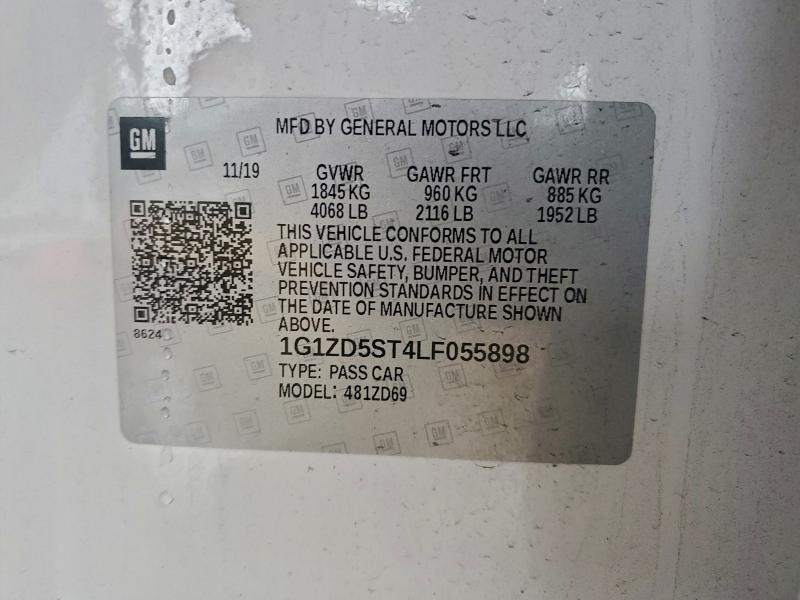 GM
MFD BY GENERAL MOTORS LLC
11/19 GVWR GAWR FRT GAWR RR
1845 KG 960 KG 885 KG
4068 LB 2116 LB 1952 LB
THIS VEHICLE CONFORMS TO ALL
APPLICABLE U.S. FEDERAL MOTOR
VEHICLE SAFETY, BUMPER, AND THEFT
PREVENTION STANDARDS IN EFFECT ON
THE DATE OF MANUFACTURE SHOWN
ABOVE.
8624
1G1ZD5ST4LF055898
TYPE: PASS CAR
MODEL: 481ZD69